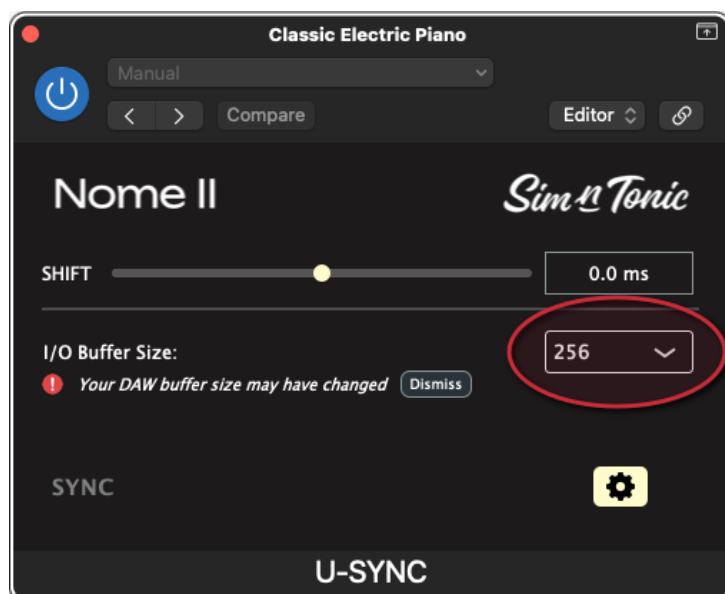 Classic Electric Piano
Manual
Compare
Editor
Nome II
Sim n Tonic
SHIFT
0.0 ms
I/O Buffer Size:
256
Your DAW buffer size may have changed
Dismiss
SYNC
U-SYNC